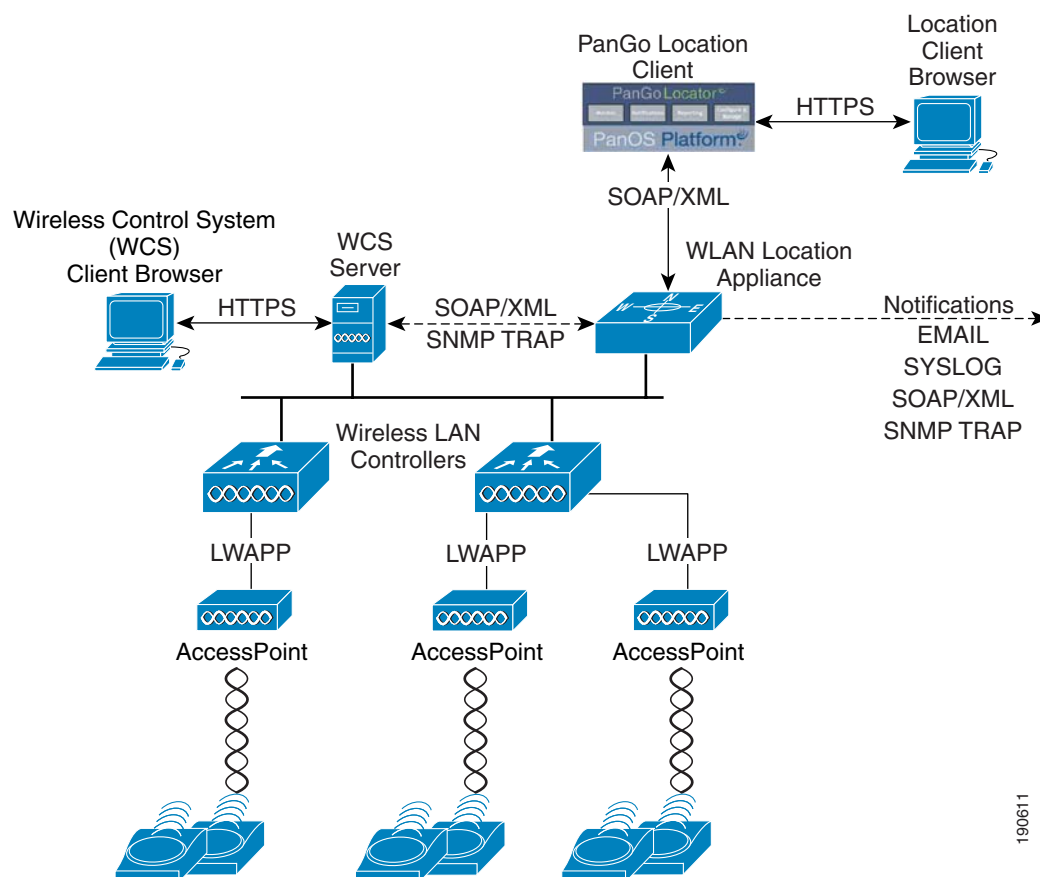 PanGo Location
Client
Location
Client
Browser
PanGo Locator
HTTPS
PanOS Platform
SOAP/XML
Wireless Control System
(WCS)
Client Browser
WCS
Server
WLAN Location
Appliance
HTTPS
SOAP/XML
SNMP TRAP
N
W
E
S
Notifications
EMAIL
SYSLOG
SOAP/XML
SNMP TRAP
Wireless LAN
Controllers
LWAPP
LWAPP
LWAPP
AccessPoint
AccessPoint
AccessPoint
190611